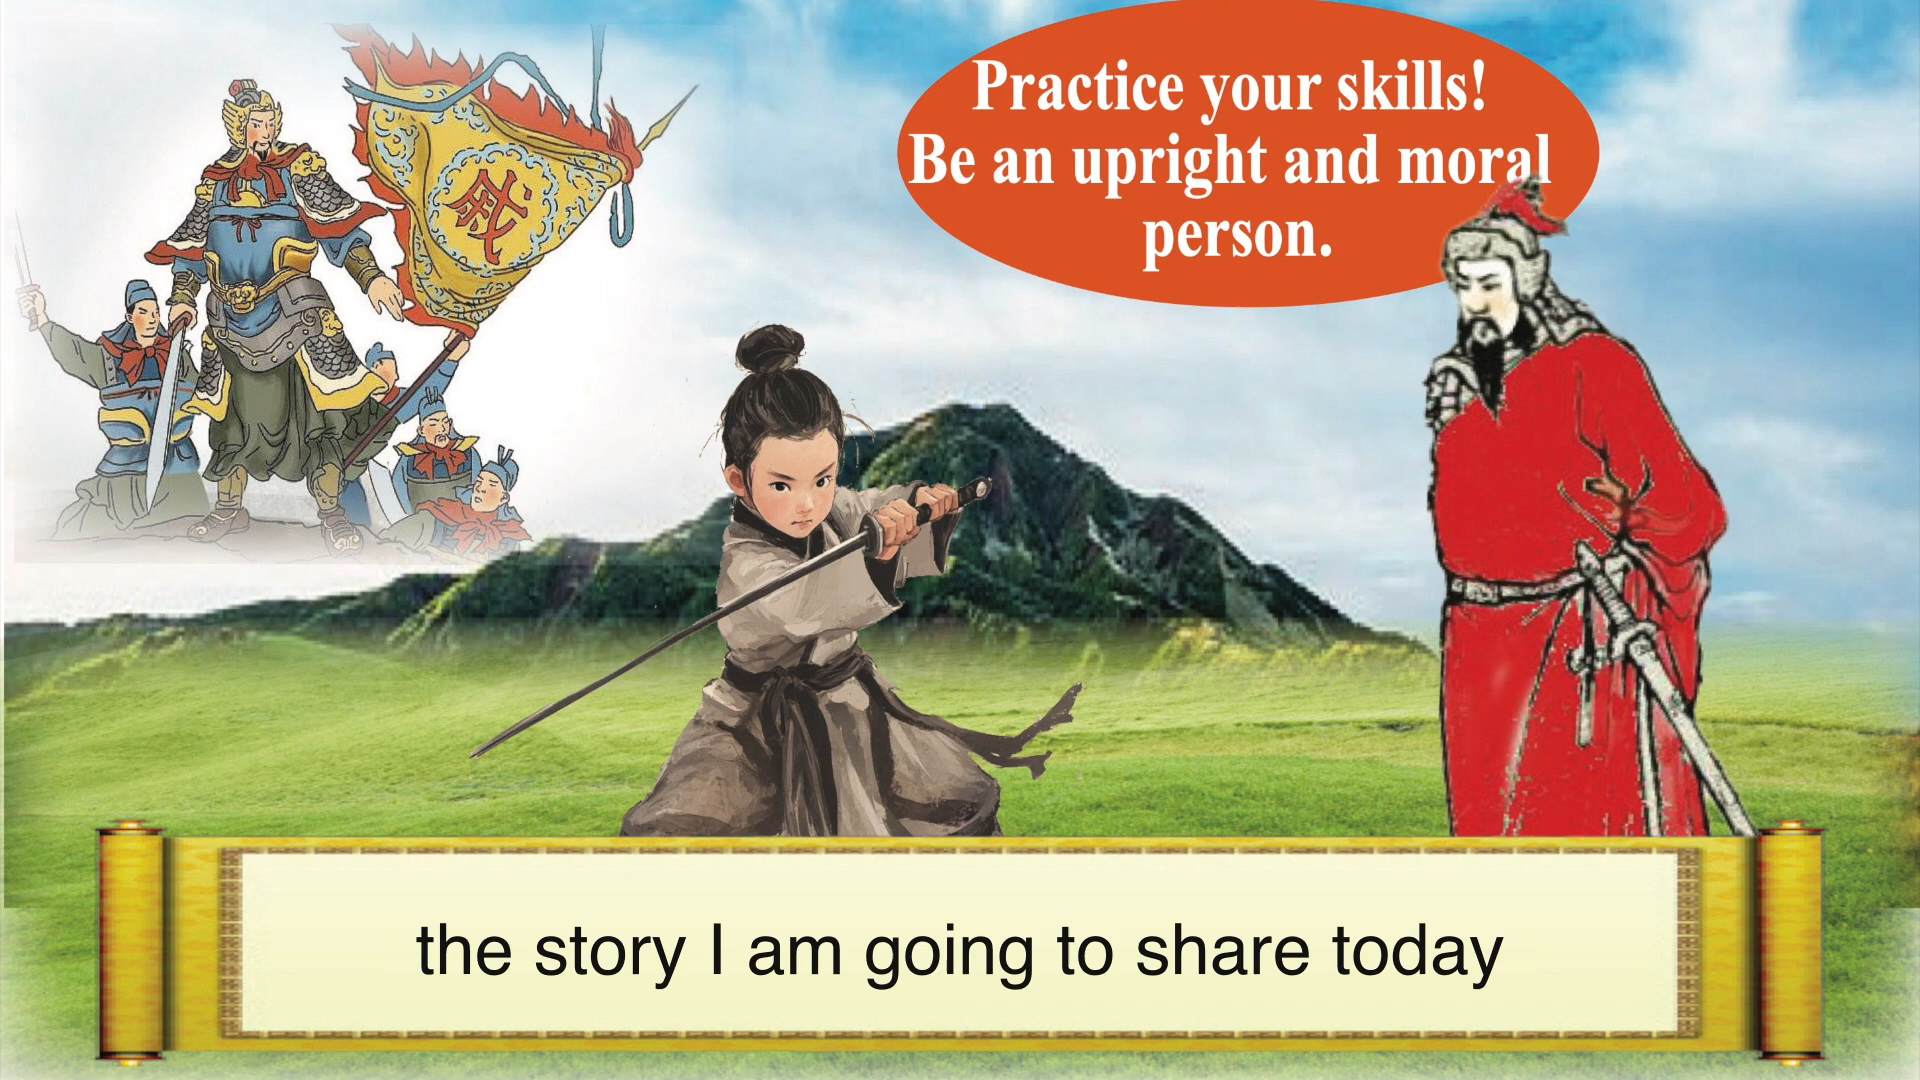 Practice your skills!
Be an upright and moral
person.
戚
the story I am going to share today